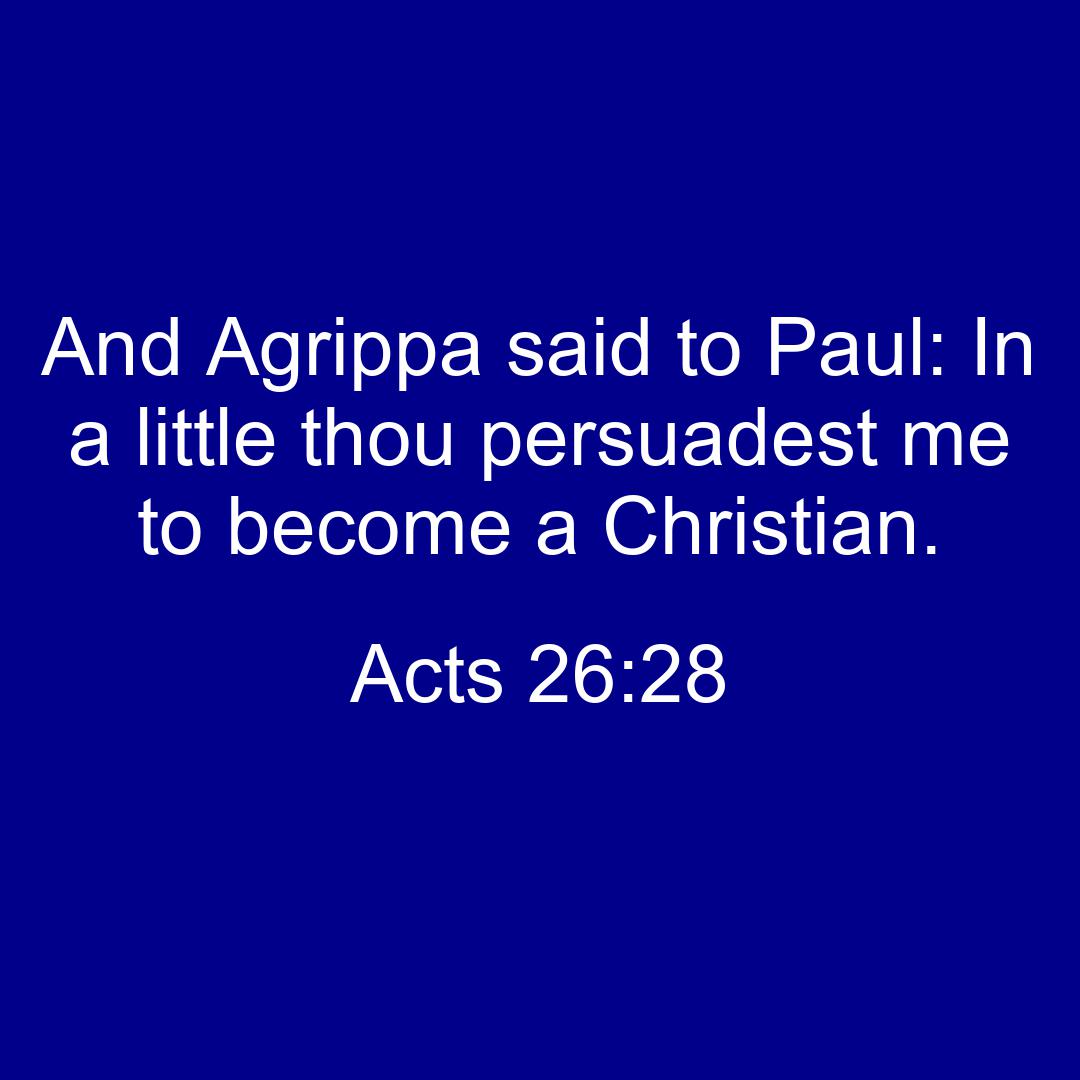 And Agrippa said to Paul: In
a little thou persuadest me
to become a Christian.
Acts 26:28